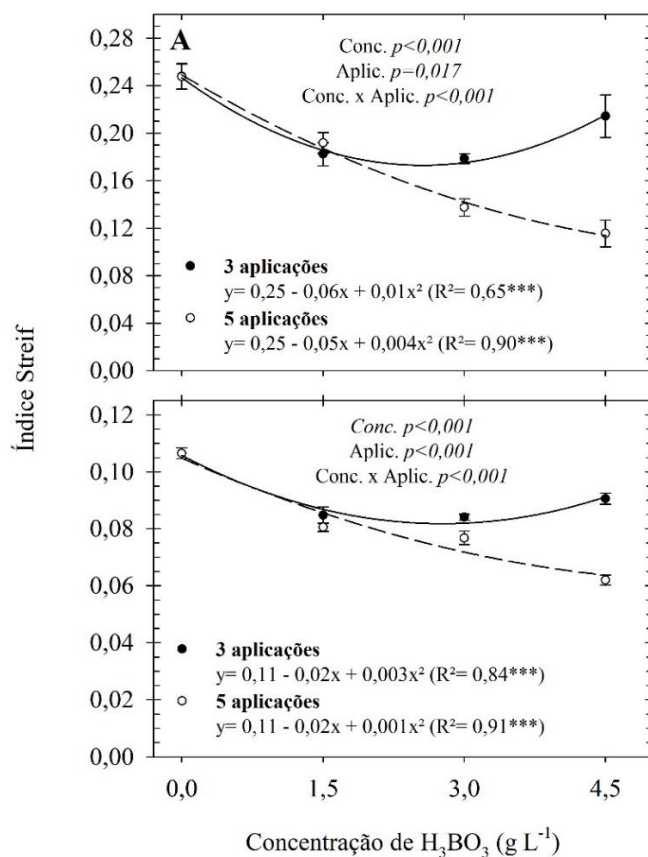 A
Conc. p<0,001
Aplic. p=0,017
Conc. x Aplic. p<0,001
0,28
0,24
0,20
0,16
0,12
0,08
0,04
0,00
3 aplicações
y= 0,25 - 0,06x + 0,01x² (R²= 0,65***)
5 aplicações
y= 0,25 - 0,05x + 0,004x² (R²= 0,90***)
Índice Streif
Conc. p<0,001
Aplic. p<0,001
Conc. x Aplic. p<0,001
0,12
0,10
0,08
0,06
0,04
0,02
0,00
3 aplicações
y= 0,11 - 0,02x + 0,003x² (R²= 0,84***)
5 aplicações
y= 0,11 - 0,02x + 0,001x² (R²= 0,91***)
0,0 1,5 3,0 4,5
Concentração de H₃BO₃ (g L⁻¹)